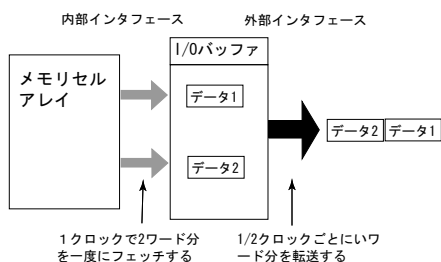 内部インタフェース
外部インタフェース
I/Oバッファ
メモリセル
アレイ
データ1
データ2
データ2 データ1
1クロックで2ワード分
を一度にフェッチする
1/2クロックごとにいワ
ード分を転送する